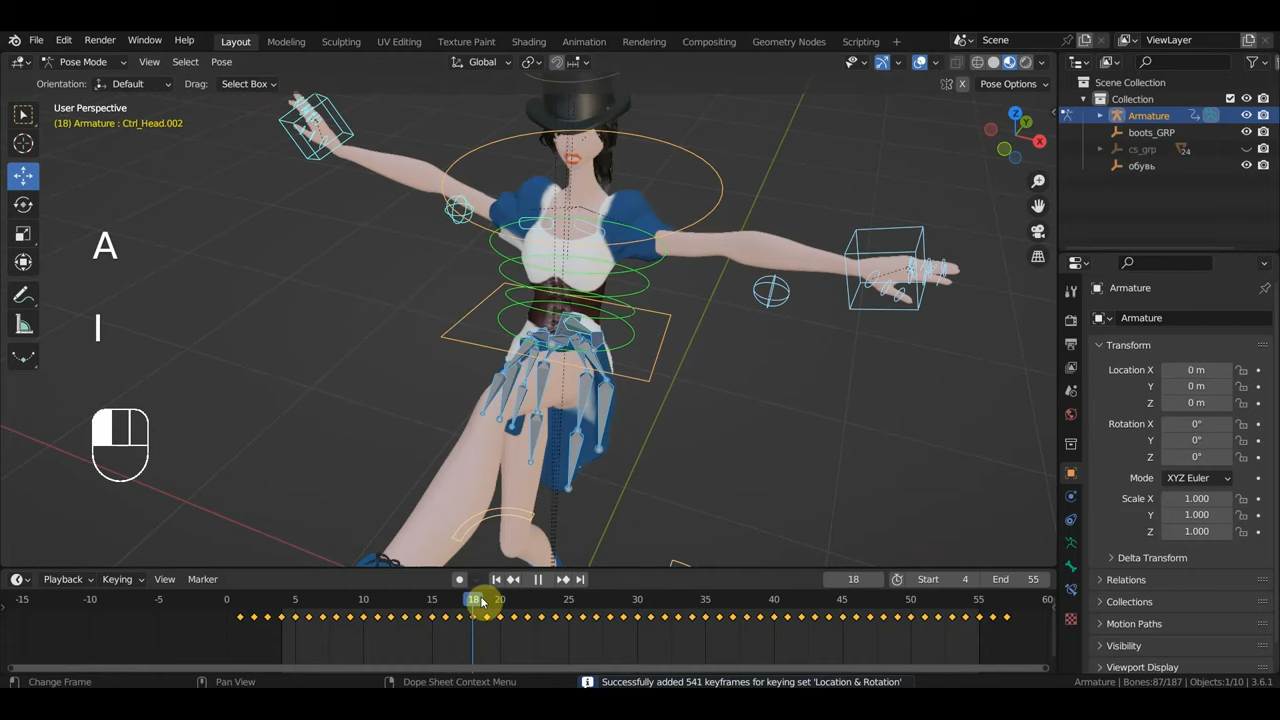 File Edit Render Window Help Layout Modeling Sculpting UV Editing Texture Paint Shading Animation Rendering Compositing Geometry Nodes Scripting + Scene ViewLayer
Pose Mode View Select Pose Global
Orientation: Default Drag: Select Box X Pose Options
User Perspective
(18) Armature : Ctrl_Head.002
Z
Y
X
A
I
Scene Collection
Collection
Armature
boots_GRP
cs_grp 24
обувь
Armature
Armature
Transform
Location X 0 m
Y 0 m
Z 0 m
Rotation X 0°
Y 0°
Z 0°
Mode XYZ Euler
Scale X 1.000
Y 1.000
Z 1.000
Delta Transform
Relations
Collections
Motion Paths
Visibility
Viewport Display
Playback Keying View Marker 18 Start 4 End 55
-15 -10 -5 0 5 10 15 18 20 25 30 35 40 45 50 55 60
Change Frame Pan View Dope Sheet Context Menu Successfully added 541 keyframes for keying set 'Location & Rotation' Armature | Bones:87/187 | Objects:1/10 | 3.6.1